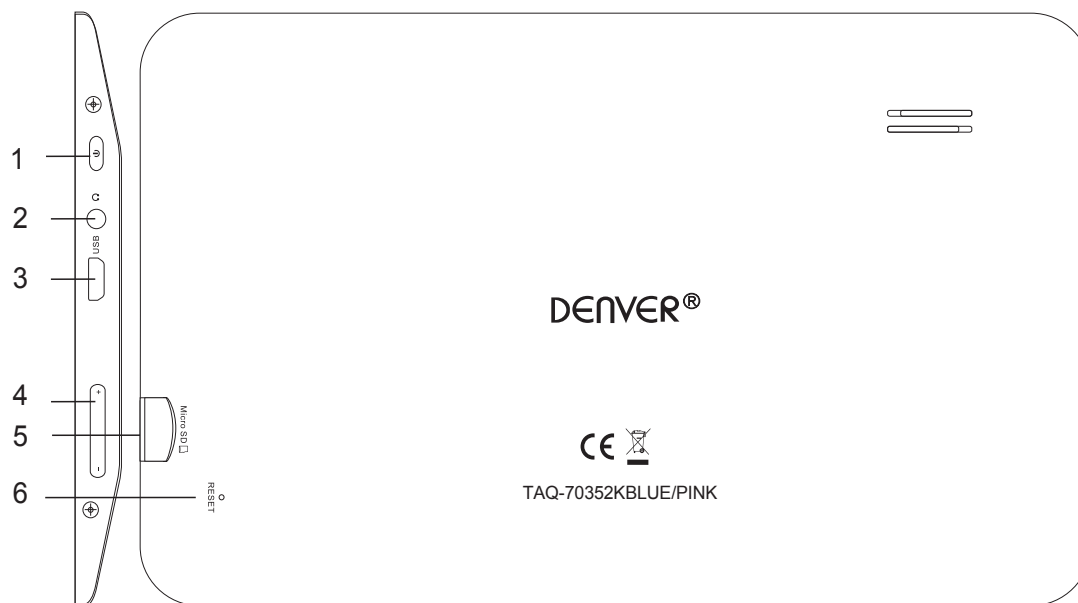 1
2
USB
3
DENVER®
4
+
Micro SD
5
-
CE
6
RESET
TAQ-70352KBLUE/PINK